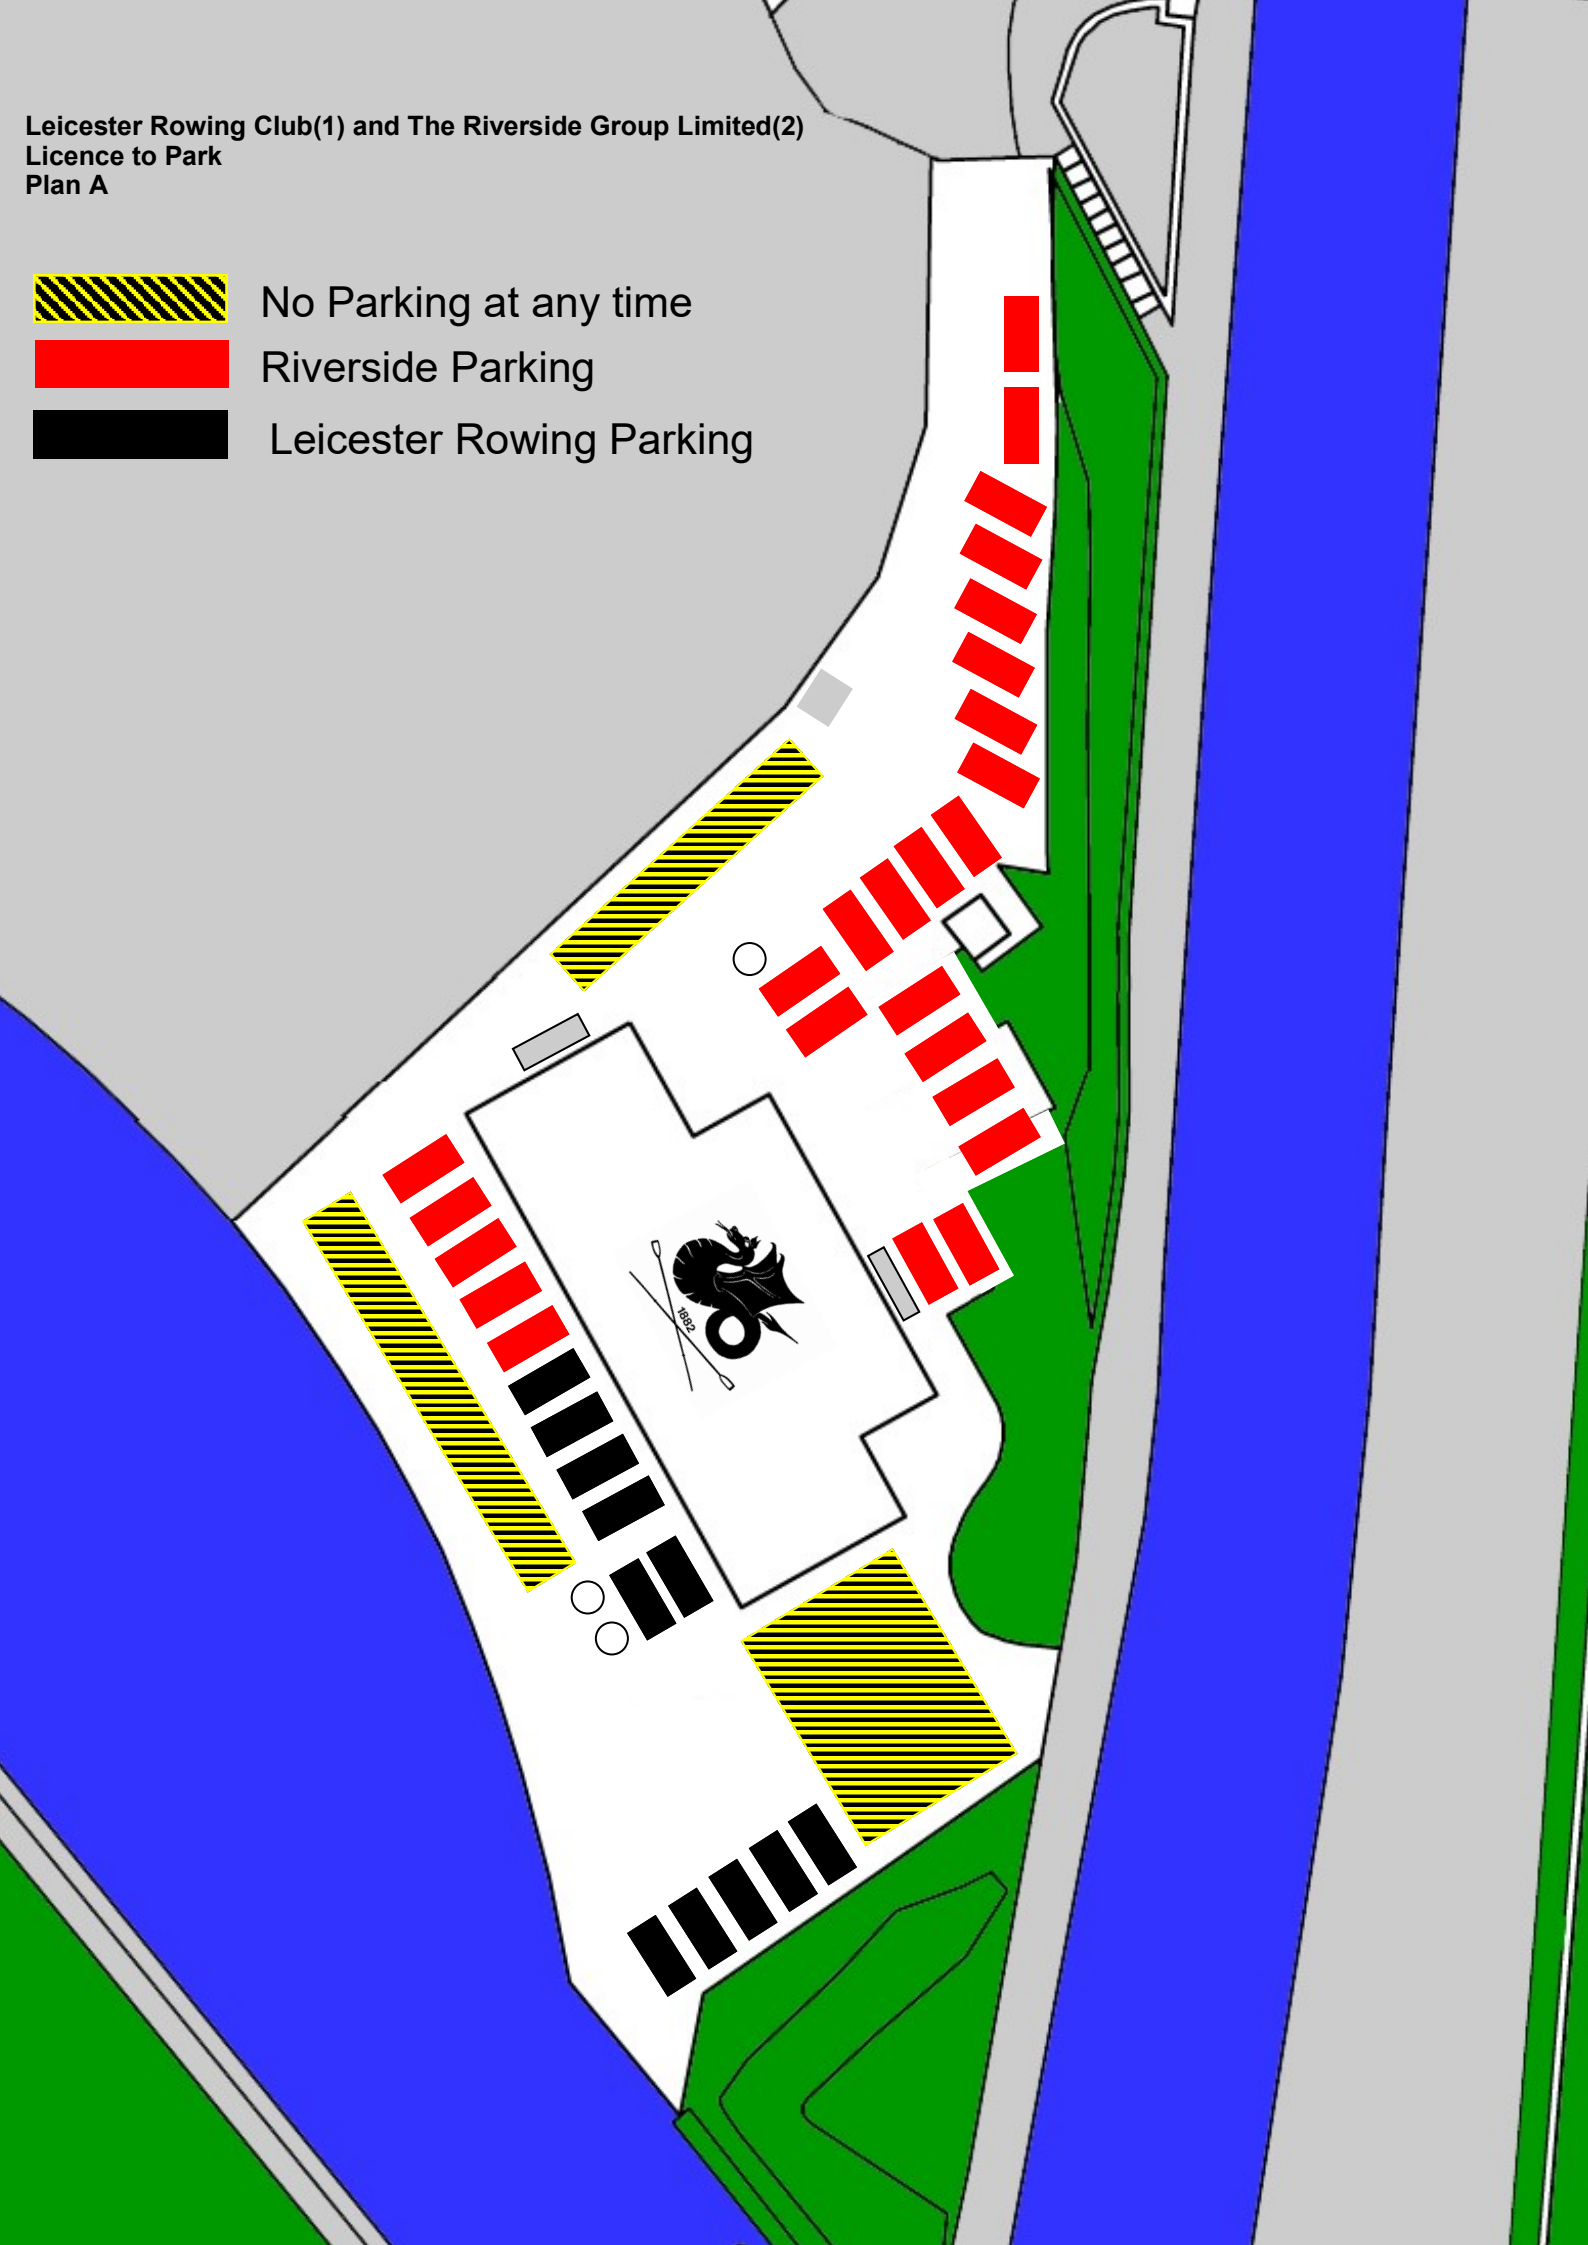 Leicester Rowing Club(1) and The Riverside Group Limited(2)
Licence to Park
Plan A
No Parking at any time
Riverside Parking
Leicester Rowing Parking
1882